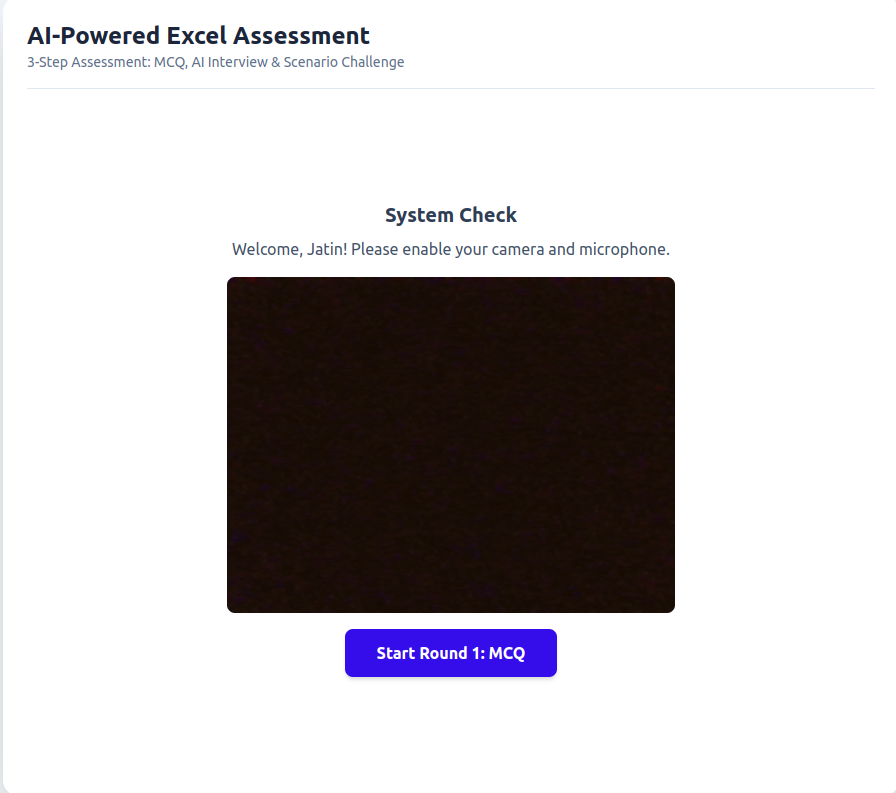 AI-Powered Excel Assessment
3-Step Assessment: MCQ, AI Interview & Scenario Challenge
System Check
Welcome, Jatin! Please enable your camera and microphone.
Start Round 1: MCQ